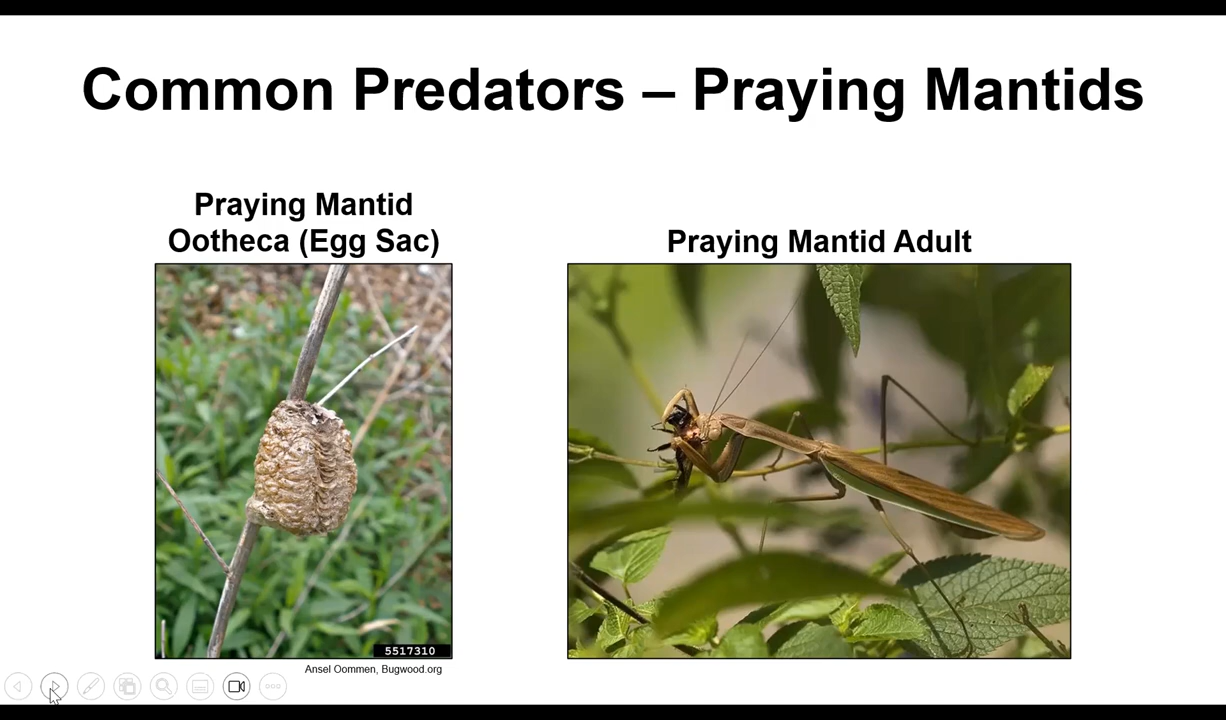 Common Predators – Praying Mantids
Praying Mantid
Ootheca (Egg Sac)
Praying Mantid Adult
5517310
Ansel Oommen, Bugwood.org